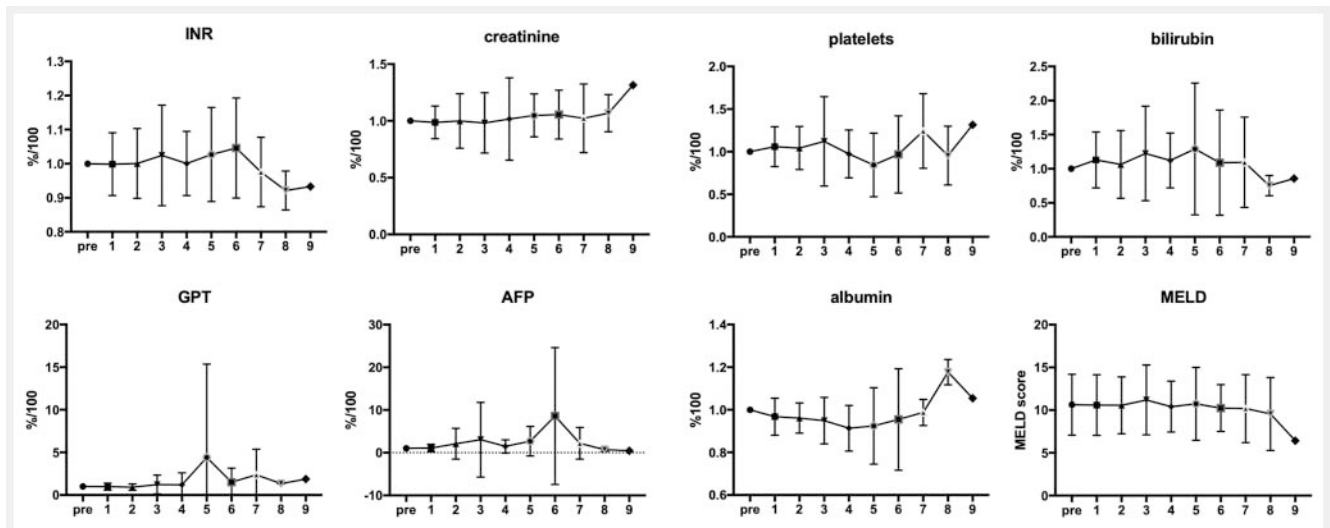 INR
creatinine
platelets
bilirubin
%/100
1.3
1.2
1.1
1.0
0.9
0.8
pre 1 2 3 4 5 6 7 8 9
%/100
1.5
1.0
0.5
0.0
pre 1 2 3 4 5 6 7 8 9
%/100
2.0
1.5
1.0
0.5
0.0
pre 1 2 3 4 5 6 7 8 9
%/100
2.5
2.0
1.5
1.0
0.5
0.0
pre 1 2 3 4 5 6 7 8 9
GPT
AFP
albumin
MELD
%/100
20
15
10
5
0
pre 1 2 3 4 5 6 7 8 9
%/100
30
20
10
0
-10
pre 1 2 3 4 5 6 7 8 9
%/100
1.4
1.2
1.0
0.8
0.6
pre 1 2 3 4 5 6 7 8 9
MELD score
20
15
10
5
0
pre 1 2 3 4 5 6 7 8 9